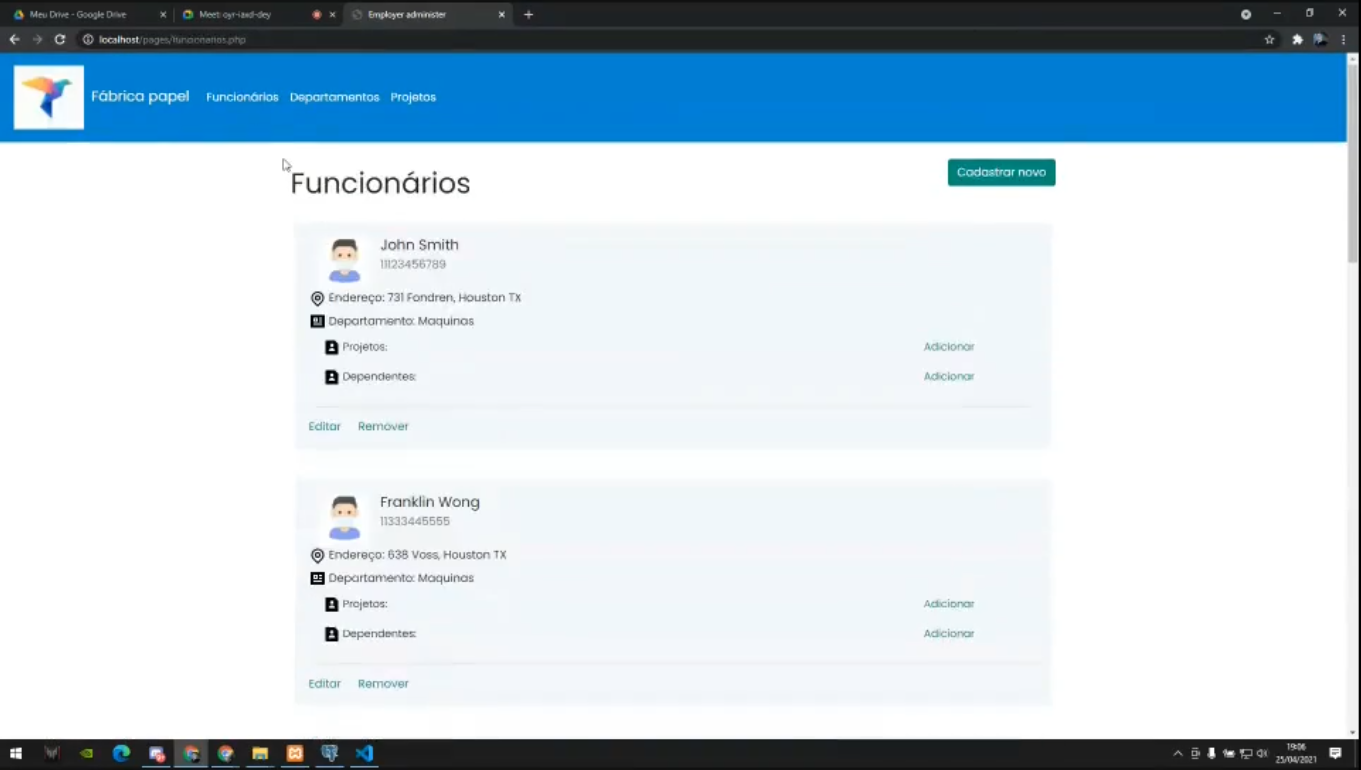 Meu Drive - Google Drive
Meet: oyr-iaxd-dey
Employer administer
localhost/pages/funcionarios.php
Fábrica papel
Funcionários Departamentos Projetos
Funcionários
Cadastrar novo
John Smith
11123456789
Endereço: 731 Fondren, Houston TX
Departamento: Maquinas
Projetos: Adicionar
Dependentes: Adicionar
Editar Remover
Franklin Wong
11333445555
Endereço: 638 Voss, Houston TX
Departamento: Maquinas
Projetos: Adicionar
Dependentes: Adicionar
Editar Remover
19:06
25/04/2021